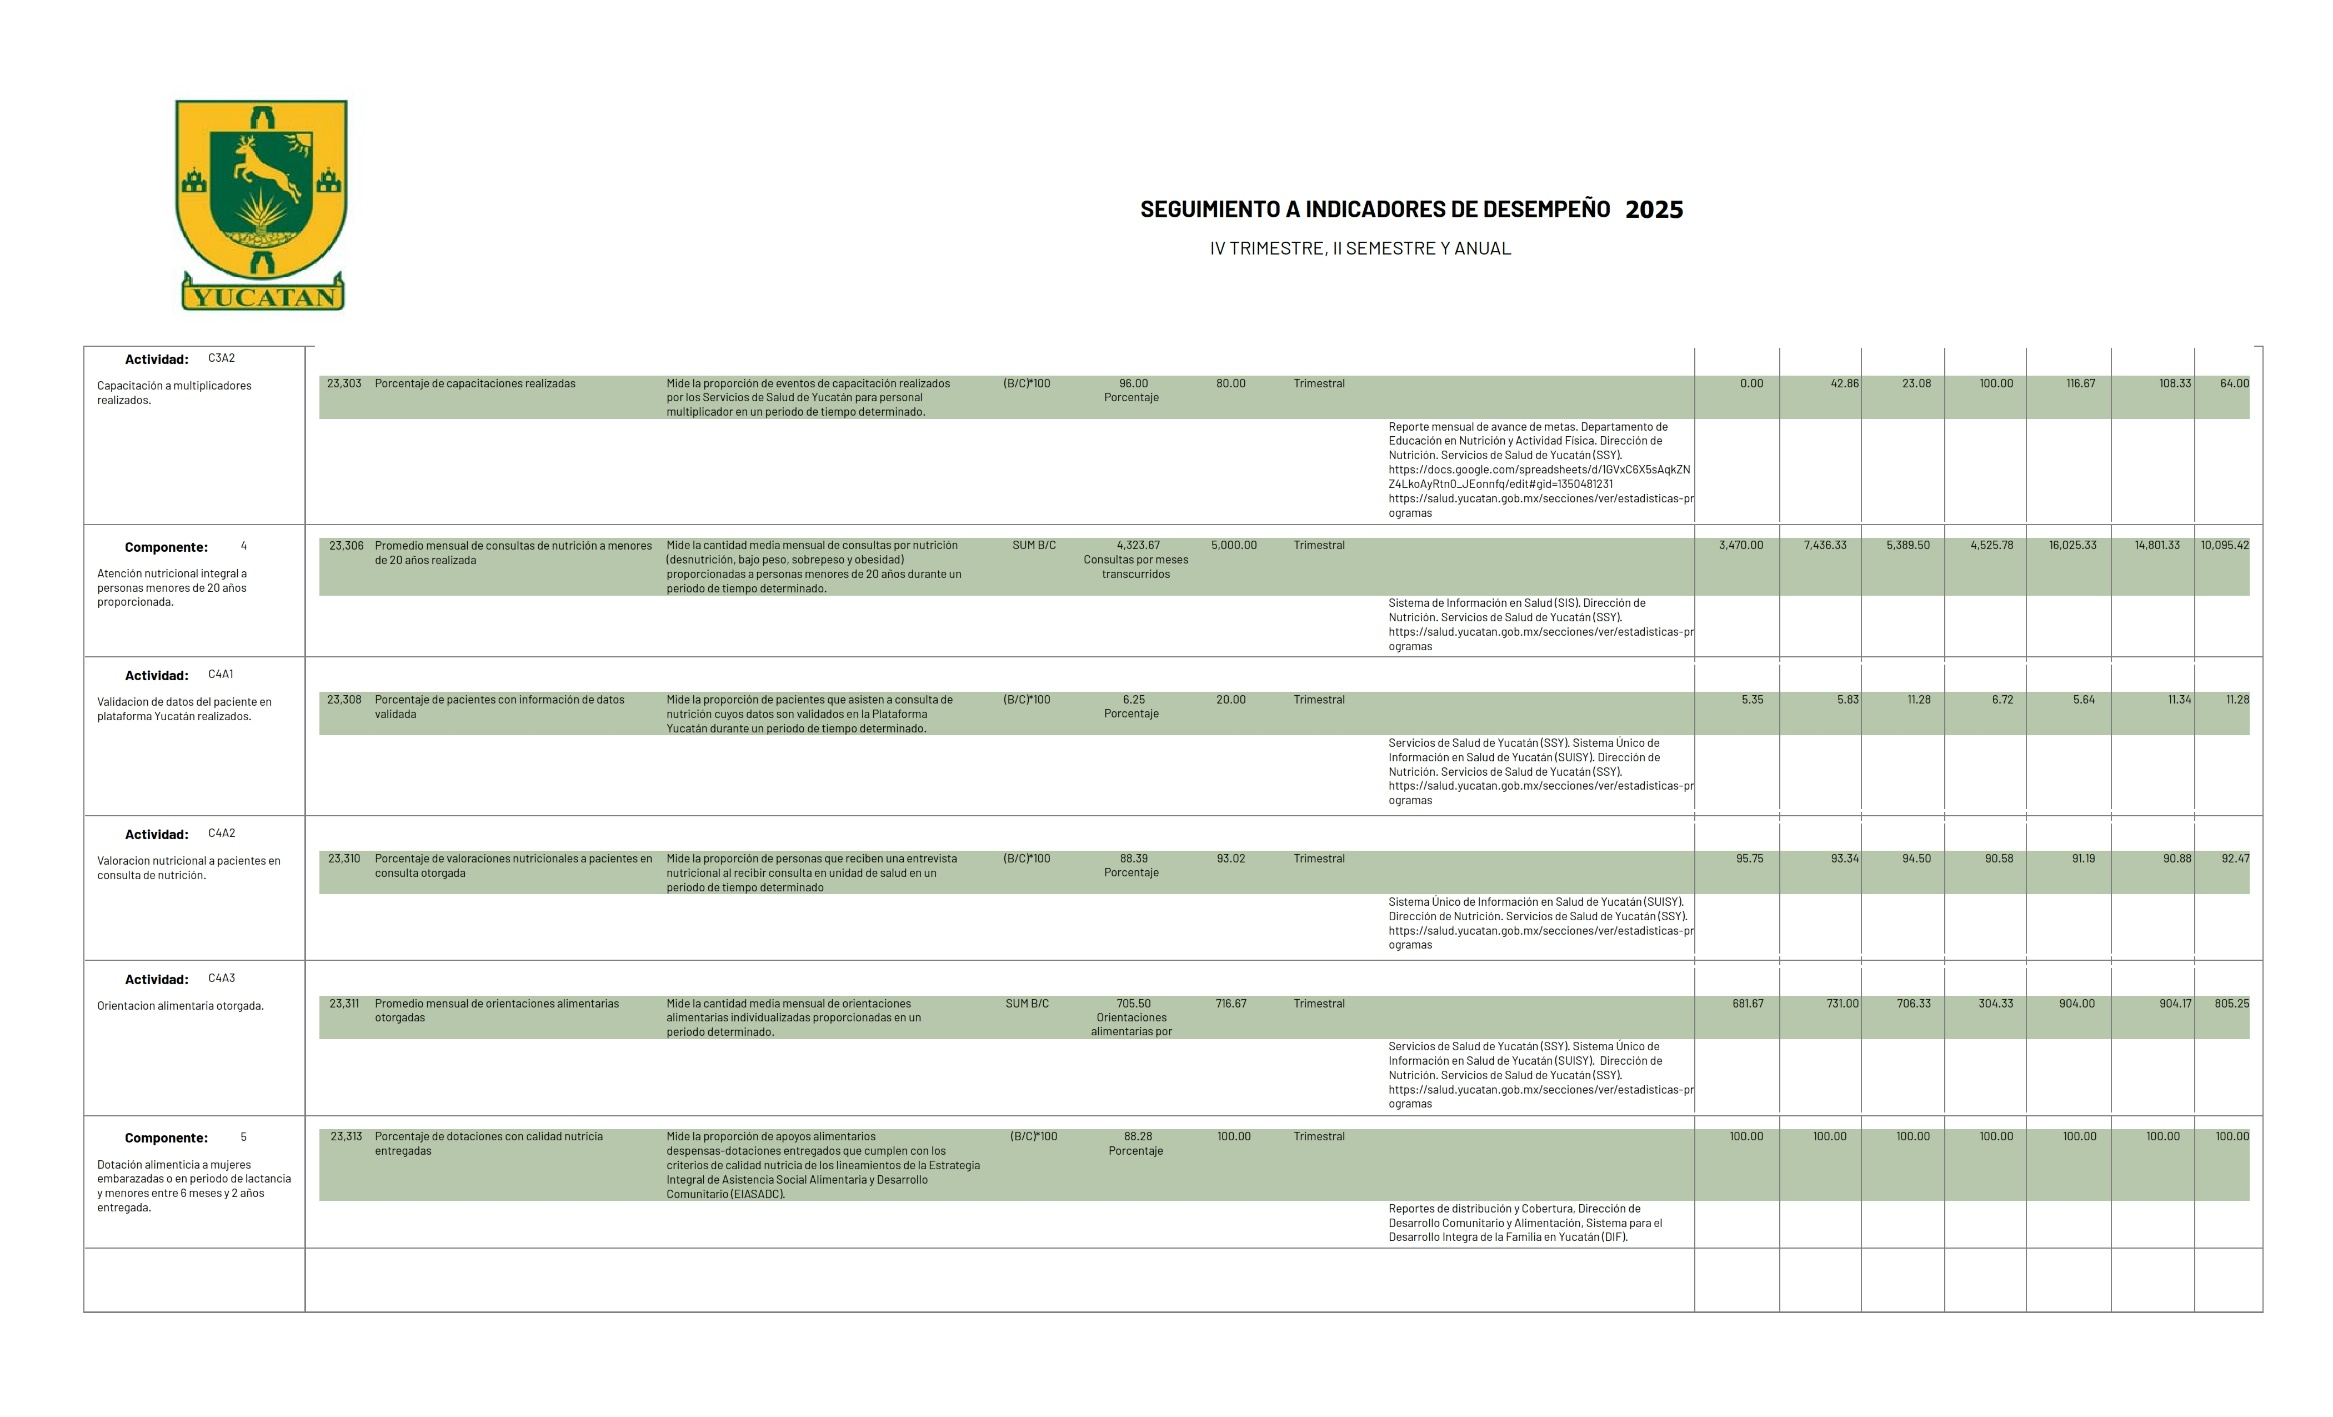 YUCATAN
SEGUIMIENTO A INDICADORES DE DESEMPEÑO 2025
IV TRIMESTRE, II SEMESTRE Y ANUAL
Actividad: C3A2
Capacitación a multiplicadores
realizados.
23,303 Porcentaje de capacitaciones realizadas
Mide la proporción de eventos de capacitación realizados
por los Servicios de Salud de Yucatán para personal
multiplicador en un periodo de tiempo determinado.
(B/C)*100
96.00
Porcentaje
80.00 Trimestral
0.00 42.86 23.08 100.00 116.67 108.33 64.00
Reporte mensual de avance de metas. Departamento de
Educación en Nutrición y Actividad Física. Dirección de
Nutrición. Servicios de Salud de Yucatán (SSY).
https://docs.google.com/spreadsheets/d/1GVxC6X5sAqkZN
Z4LkoAyRtn0_JEonnfq/edit#gid=1350481231
https://salud.yucatan.gob.mx/secciones/ver/estadisticas-pr
ogramas
Componente: 4
Atención nutricional integral a
personas menores de 20 años
proporcionada.
23,306 Promedio mensual de consultas de nutrición a menores
de 20 años realizada
Mide la cantidad media mensual de consultas por nutrición
(desnutrición, bajo peso, sobrepeso y obesidad)
proporcionadas a personas menores de 20 años durante un
periodo de tiempo determinado.
SUM B/C
4,323.67
Consultas por meses
transcurridos
5,000.00 Trimestral
3,470.00 7,436.33 5,389.50 4,525.78 16,025.33 14,801.33 10,095.42
Sistema de Información en Salud (SIS). Dirección de
Nutrición. Servicios de Salud de Yucatán (SSY).
https://salud.yucatan.gob.mx/secciones/ver/estadisticas-pr
ogramas
Actividad: C4A1
Validacion de datos del paciente en
plataforma Yucatán realizados.
23,308 Porcentaje de pacientes con información de datos
validada
Mide la proporción de pacientes que asisten a consulta de
nutrición cuyos datos son validados en la Plataforma
Yucatán durante un periodo de tiempo determinado.
(B/C)*100
6.25
Porcentaje
20.00 Trimestral
5.35 5.83 11.28 6.72 5.64 11.34 11.28
Servicios de Salud de Yucatán (SSY). Sistema Único de
Información en Salud de Yucatán (SUISY). Dirección de
Nutrición. Servicios de Salud de Yucatán (SSY).
https://salud.yucatan.gob.mx/secciones/ver/estadisticas-pr
ogramas
Actividad: C4A2
Valoracion nutricional a pacientes en
consulta de nutrición.
23,310 Porcentaje de valoraciones nutricionales a pacientes en
consulta otorgada
Mide la proporción de personas que reciben una entrevista
nutricional al recibir consulta en unidad de salud en un
periodo de tiempo determinado
(B/C)*100
88.39
Porcentaje
93.02 Trimestral
95.75 93.34 94.50 90.58 91.19 90.88 92.47
Sistema Único de Información en Salud de Yucatán (SUISY).
Dirección de Nutrición. Servicios de Salud de Yucatán (SSY).
https://salud.yucatan.gob.mx/secciones/ver/estadisticas-pr
ogramas
Actividad: C4A3
Orientacion alimentaria otorgada.
23,311 Promedio mensual de orientaciones alimentarias
otorgadas
Mide la cantidad media mensual de orientaciones
alimentarias individualizadas proporcionadas en un
periodo determinado.
SUM B/C
705.50
Orientaciones
alimentarias por
716.67 Trimestral
681.67 731.00 706.33 304.33 904.00 904.17 805.25
Servicios de Salud de Yucatán (SSY). Sistema Único de
Información en Salud de Yucatán (SUISY). Dirección de
Nutrición. Servicios de Salud de Yucatán (SSY).
https://salud.yucatan.gob.mx/secciones/ver/estadisticas-pr
ogramas
Componente: 5
Dotación alimenticia a mujeres
embarazadas o en periodo de lactancia
y menores entre 6 meses y 2 años
entregada.
23,313 Porcentaje de dotaciones con calidad nutricia
entregadas
Mide la proporción de apoyos alimentarios
despensas-dotaciones entregados que cumplen con los
criterios de calidad nutricia de los lineamientos de la Estrategia
Integral de Asistencia Social Alimentaria y Desarrollo
Comunitario (EIASADC).
(B/C)*100
88.28
Porcentaje
100.00 Trimestral
100.00 100.00 100.00 100.00 100.00 100.00 100.00
Reportes de distribución y Cobertura, Dirección de
Desarrollo Comunitario y Alimentación, Sistema para el
Desarrollo Integra de la Familia en Yucatán (DIF).